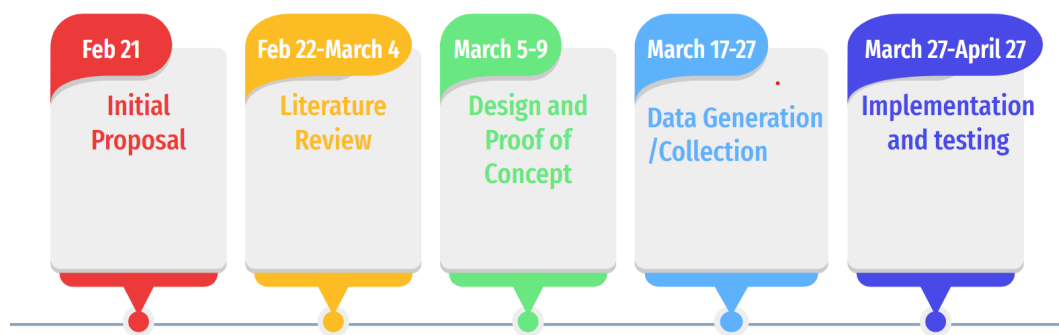 Feb 21
Initial
Proposal
Feb 22-March 4
Literature
Review
March 5-9
Design and
Proof of
Concept
March 17-27
Data Generation
/Collection
March 27-April 27
Implementation
and testing